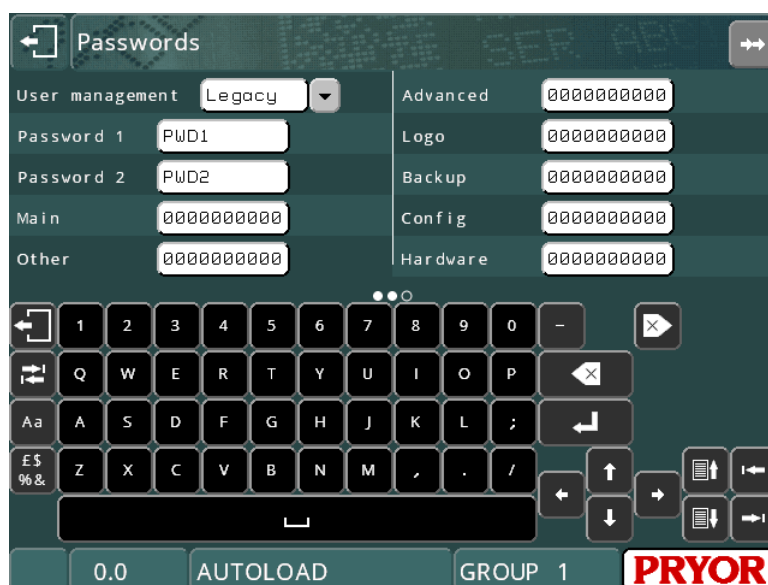 Passwords
User management Legacy
Password 1 PWD1
Password 2 PWD2
Main 0000000000
Other 0000000000
Advanced 0000000000
Logo 0000000000
Backup 0000000000
Config 0000000000
Hardware 0000000000
1 2 3 4 5 6 7 8 9 0 -
Q W E R T Y U I O P
Aa A S D F G H J K L ;
£$
%& Z X C V B N M , . /
0.0 AUTOLOAD GROUP 1 PRYOR